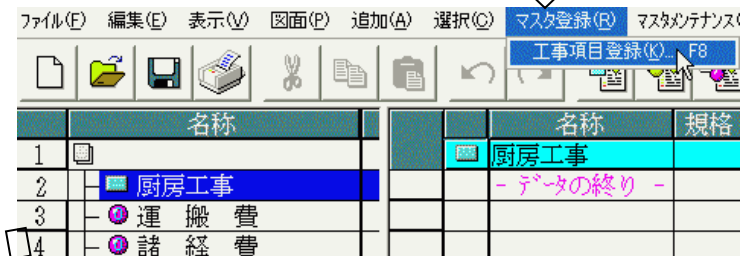 ファイル(F) 編集(E) 表示(V) 図面(P) 追加(A) 選択(C) マスタ登録(R) マスタメンテナンス(
工事項目登録(K)... F8
名称 名称 規格
1 厨房工事
2 厨房工事 - データの終り -
3 運 搬 費
4 諸 経 費